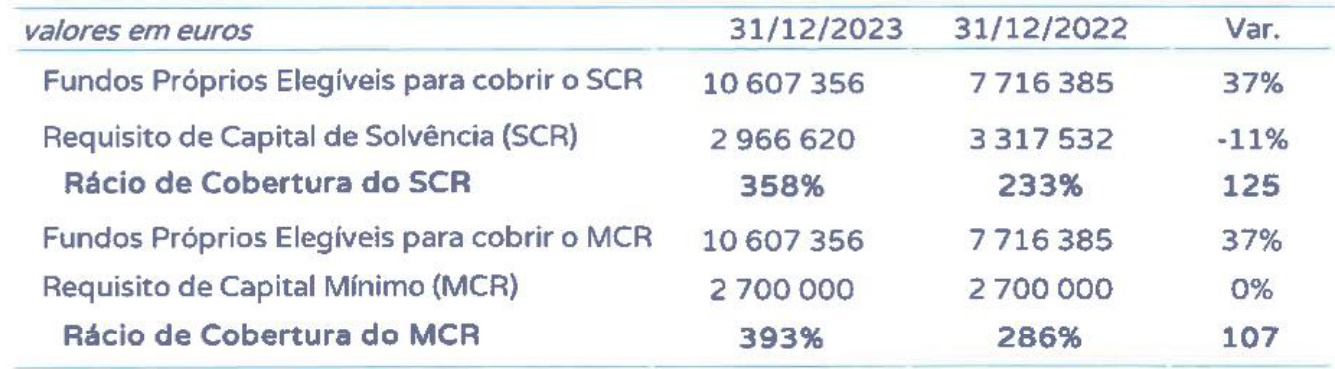 valores em euros 31/12/2023 31/12/2022 Var.
Fundos Próprios Elegíveis para cobrir o SCR 10 607 356 7 716 385 37%
Requisito de Capital de Solvência (SCR) 2 966 620 3 317 532 -11%
Rácio de Cobertura do SCR 358% 233% 125
Fundos Próprios Elegíveis para cobrir o MCR 10 607 356 7 716 385 37%
Requisito de Capital Mínimo (MCR) 2 700 000 2 700 000 0%
Rácio de Cobertura do MCR 393% 286% 107